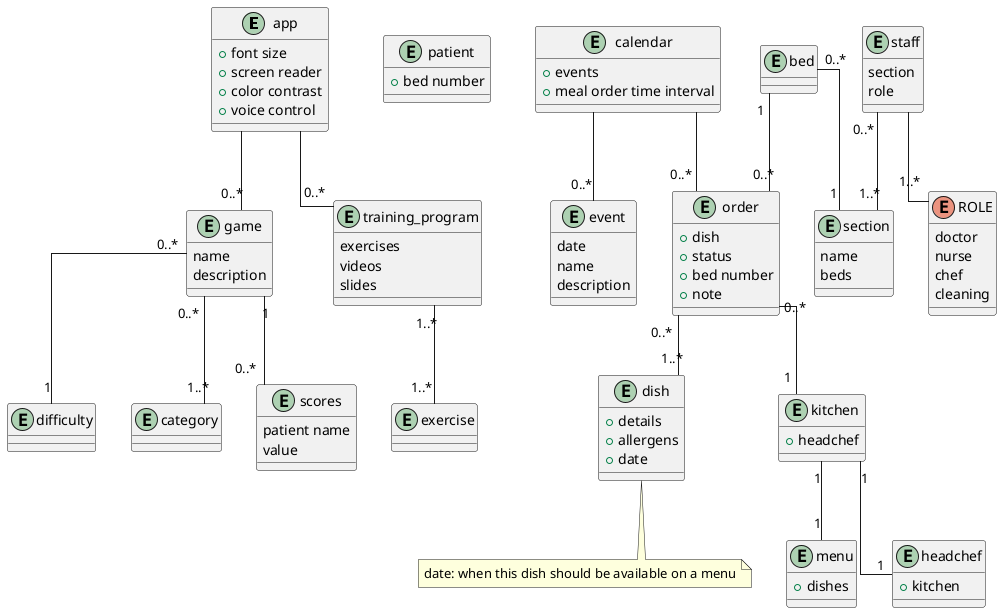 E app
font size
screen reader
color contrast
voice control
E patient
bed number
E calendar
events
meal order time interval
E bed
E staff
section
role
0..*
0..*
0..*
0..*
1
0..*
0..*
1
0..*
1..*
1..*
E game
name
description
E training_program
exercises
videos
slides
E event
date
name
description
E order
dish
status
bed number
note
E section
name
beds
E ROLE
doctor
nurse
chef
cleaning
0..*
1
0..*
1..*
1
0..*
1..*
1..*
0..*
1..*
0..*
1
E difficulty
E category
E scores
patient name
value
E exercise
E dish
details
allergens
date
E kitchen
headchef
1
1
1
1
date: when this dish should be available on a menu
E menu
dishes
E headchef
kitchen